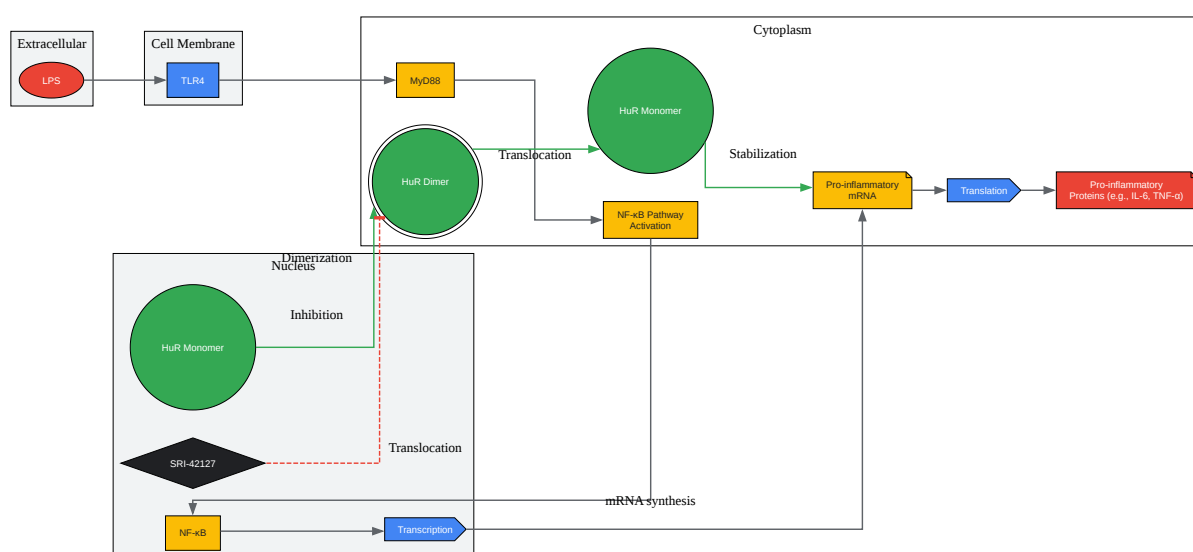 Cytoplasm
Extracellular
Cell Membrane
LPS
TLR4
MyD88
HuR Monomer
Translocation
Stabilization
HuR Dimer
Pro-inflammatory
mRNA
Translation
Pro-inflammatory
Proteins (e.g., IL-6, TNF-α)
NF-κB Pathway
Activation
Dimerization
Nucleus
Inhibition
HuR Monomer
Translocation
SRI-42127
mRNA synthesis
NF-κB
Transcription